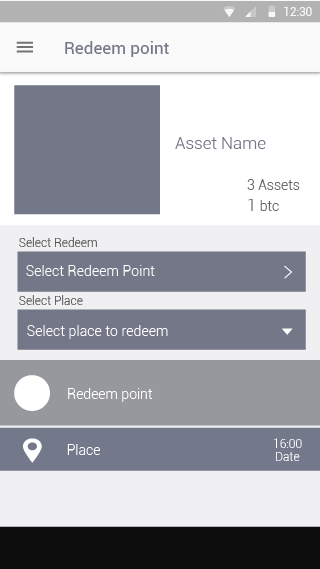 12:30
Redeem point
Asset Name
3 Assets
1 btc
Select Redeem
Select Redeem Point
Select Place
Select place to redeem
Redeem point
Place
16:00
Date